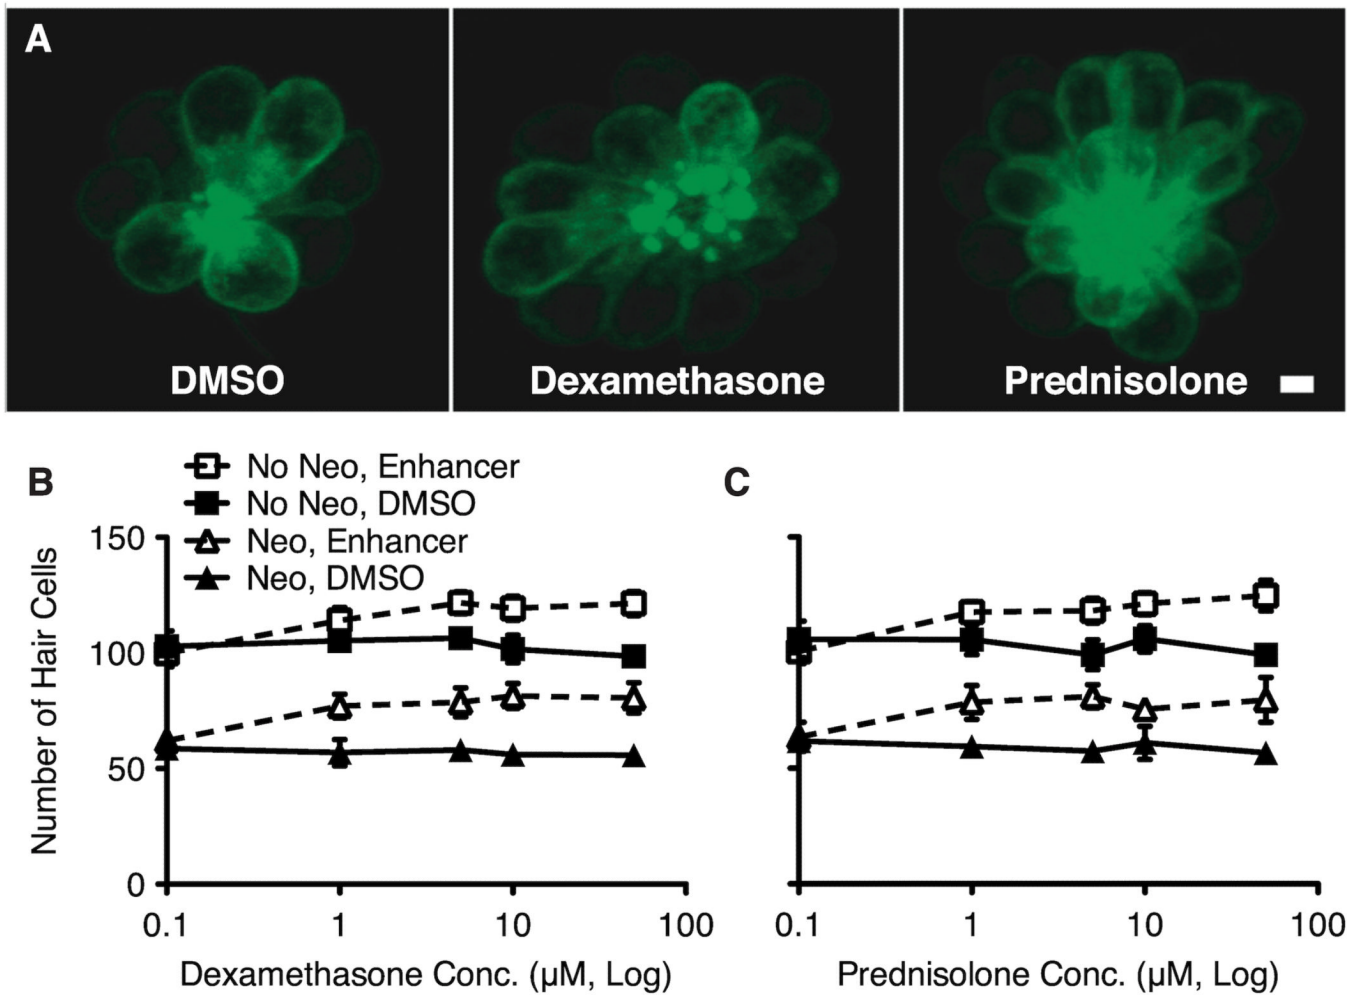 A
DMSO
Dexamethasone
Prednisolone
B
No Neo, Enhancer
No Neo, DMSO
Neo, Enhancer
Neo, DMSO
Number of Hair Cells
150
100
50
0
0.1
1
10
100
Dexamethasone Conc. (µM, Log)
C
0.1
1
10
100
Prednisolone Conc. (µM, Log)